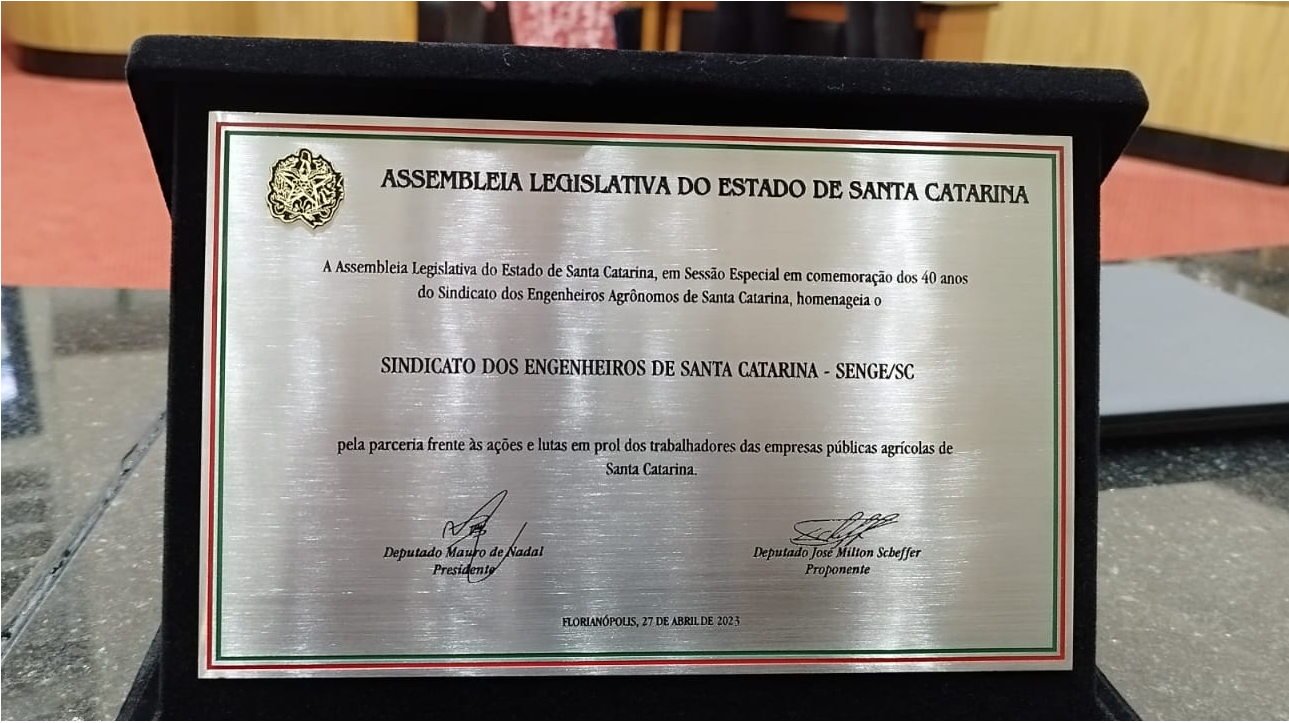 ASSEMBLEIA LEGISLATIVA DO ESTADO DE SANTA CATARINA
A Assembleia Legislativa do Estado de Santa Catarina, em Sessão Especial em comemoração dos 40 anos
do Sindicato dos Engenheiros Agrônomos de Santa Catarina, homenageia o
SINDICATO DOS ENGENHEIROS DE SANTA CATARINA - SENGE/SC
pela parceria frente às ações e lutas em prol dos trabalhadores das empresas públicas agrícolas de
Santa Catarina.
Deputado Mauro de Nadal
Presidente
Deputado José Milton Scheffer
Proponente
FLORIANÓPOLIS, 27 DE ABRIL DE 2023